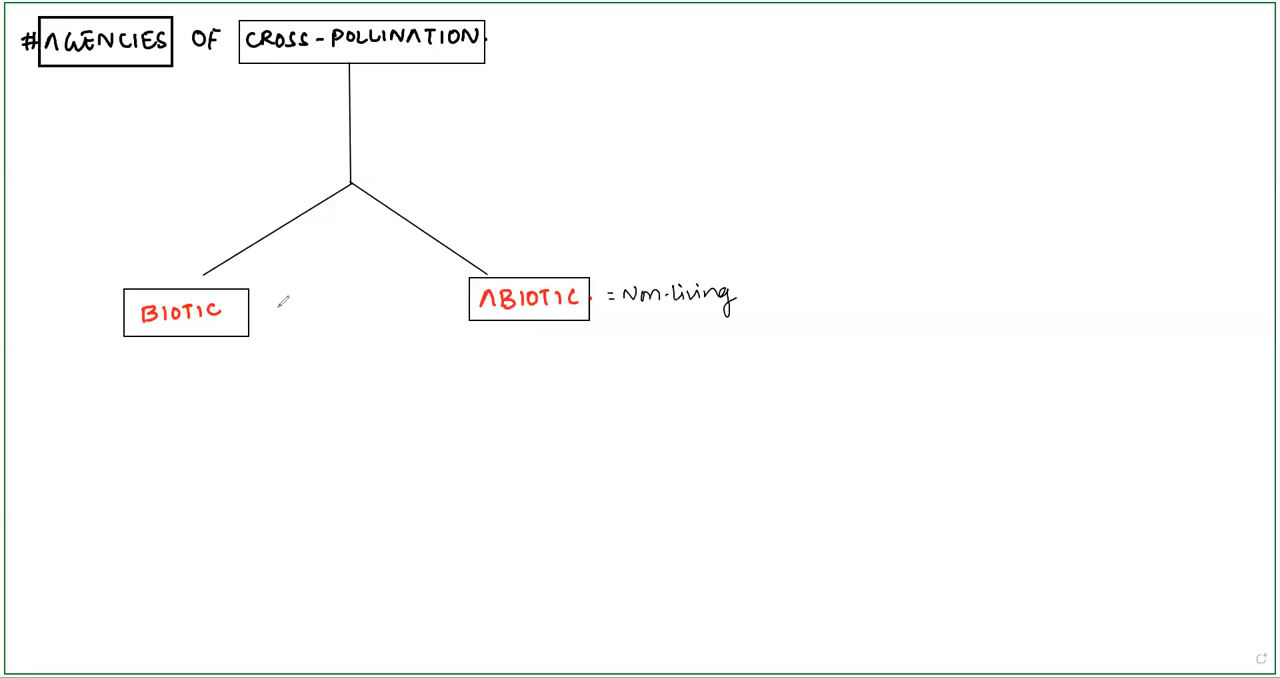 #AGENCIES OF CROSS-POLLINATION.
BIOTIC
ABIOTIC. = Non-living